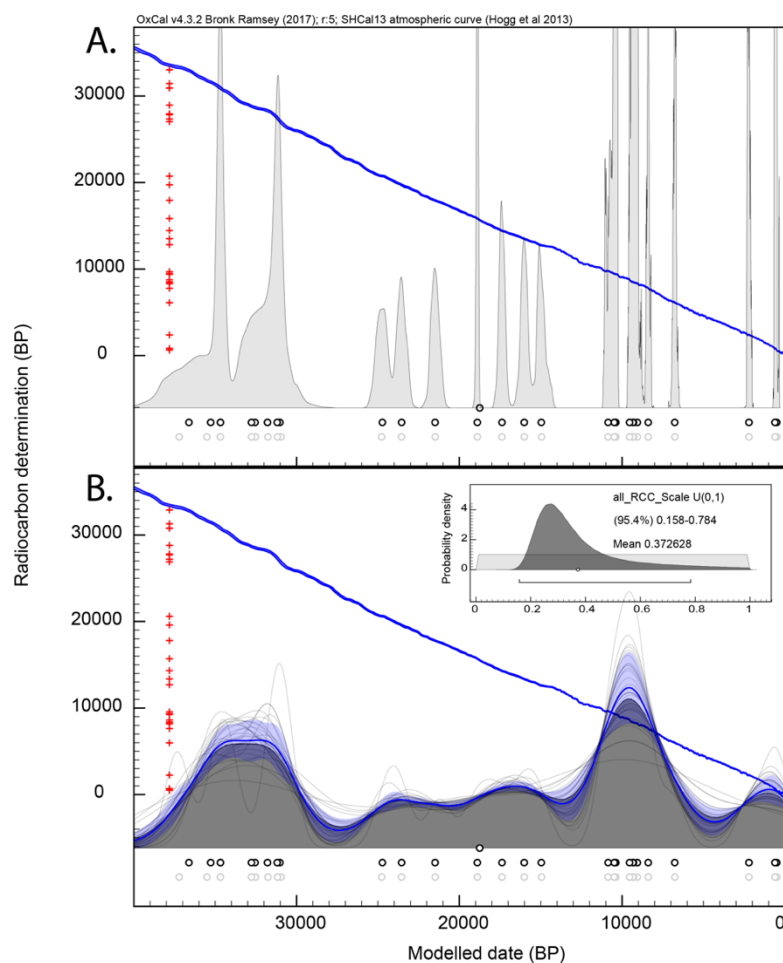 OxCal v4.3.2 Bronk Ramsey (2017); r:5; SHCal13 atmospheric curve (Hogg et al 2013)
A.
30000
20000
10000
0
Radiocarbon determination (BP)
B.
30000
20000
10000
0
all_RCC_Scale U(0,1)
(95.4%) 0.158-0.784
Mean 0.372628
Probability density
4
2
0
0 0.2 0.4 0.6 0.8 1
30000 20000 10000 0
Modelled date (BP)